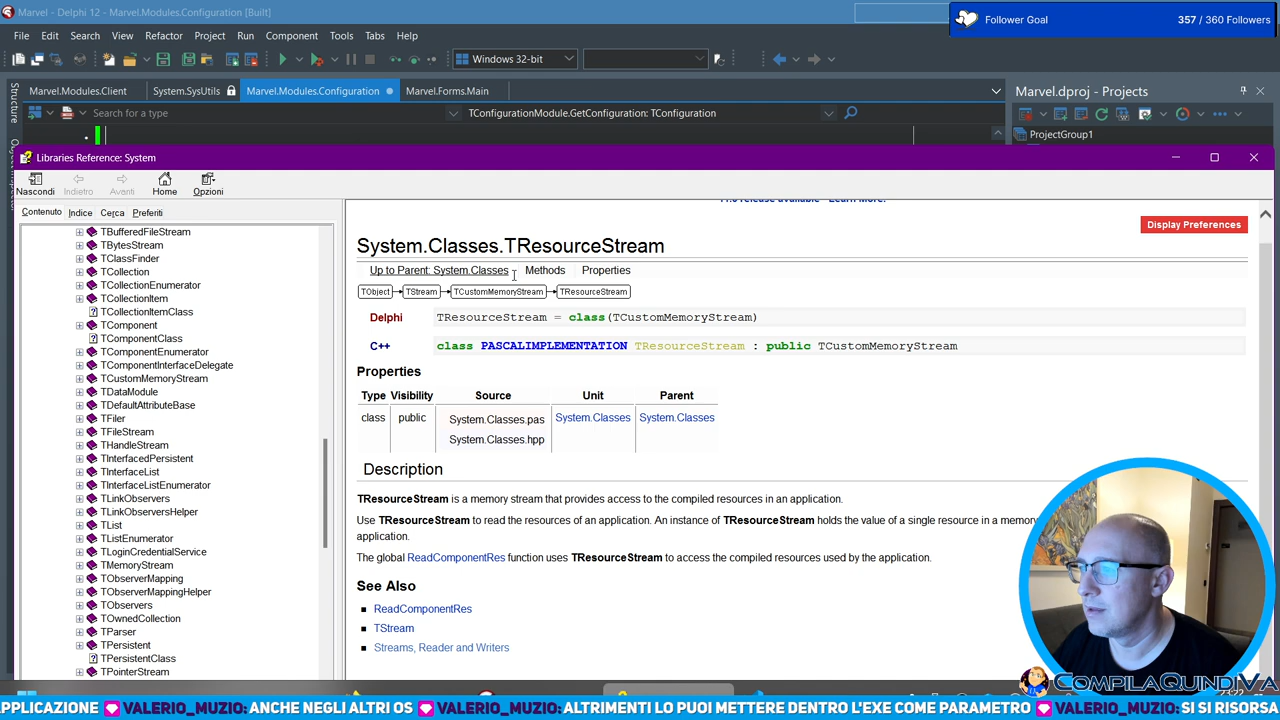 Marvel - Delphi 12 - Marvel.Modules.Configuration [Built]
Follower Goal
357 / 360 Followers
File Edit Search View Refactor Project Run Component Tools Tabs Help
Windows 32-bit
Marvel.Modules.Client System.SysUtils Marvel.Modules.Configuration Marvel.Forms.Main
Marvel.dproj - Projects
Structure
Search for a type
TConfigurationModule.GetConfiguration: TConfiguration
ProjectGroup1
Libraries Reference: System
Nascondi Indietro Avanti Home Opzioni
Contenuto Indice Cerca Preferiti
TBufferedFileStream
TBytesStream
TClassFinder
TCollection
TCollectionEnumerator
TCollectionItem
TCollectionItemClass
TComponent
TComponentClass
TComponentEnumerator
TComponentInterfaceDelegate
TCustomMemoryStream
TDataModule
TDefaultAttributeBase
TFiler
TFileStream
THandleStream
TInterfacedPersistent
TInterfaceList
TInterfaceListEnumerator
TLinkObservers
TLinkObserversHelper
TList
TListEnumerator
TLoginCredentialService
TMemoryStream
TObserverMapping
TObserverMappingHelper
TObservers
TOwnedCollection
TParser
TPersistent
TPersistentClass
TPointerStream
Display Preferences
System.Classes.TResourceStream
Up to Parent: System.Classes Methods Properties
TObject TStream TCustomMemoryStream TResourceStream
Delphi TResourceStream = class(TCustomMemoryStream)
C++ class PASCALIMPLEMENTATION TResourceStream : public TCustomMemoryStream
Properties
Type Visibility Source Unit Parent
class public System.Classes.pas System.Classes System.Classes
System.Classes.hpp
Description
TResourceStream is a memory stream that provides access to the compiled resources in an application.
Use TResourceStream to read the resources of an application. An instance of TResourceStream holds the value of a single resource in a memory
application.
The global ReadComponentRes function uses TResourceStream to access the compiled resources used by the application.
See Also
ReadComponentRes
TStream
Streams, Reader and Writers
COMPILAQUINDIVA
APPLICAZIONE VALERIO_MUZIO: ANCHE NEGLI ALTRI OS VALERIO_MUZIO: ALTRIMENTI LO PUOI METTERE DENTRO L'EXE COME PARAMETRO VALERIO_MUZIO: SI SI RISORSA